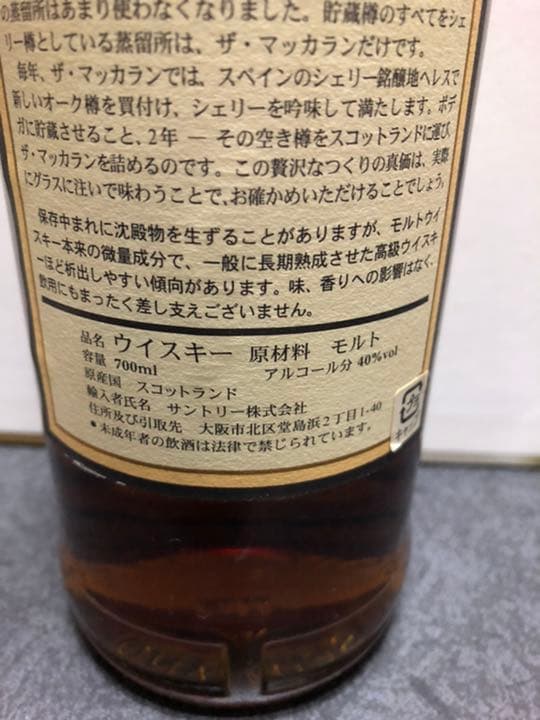 の蒸留所はあまり使わなくなりました。貯蔵樽のすべてをシェ
リー樽としている蒸留所は、ザ・マッカランだけです。
毎年、ザ・マッカランでは、スペインのシェリー銘醸地ヘレスで
新しいオーク樽を買付け、シェリーを吟味して満たします。ボデ
ガに貯蔵させること、2年 ― その空き樽をスコットランドに運び、
ザ・マッカランを詰めるのです。この贅沢なつくりの真価は、実際
にグラスに注いで味わうことで、お確かめいただけることでしょう。
保存中まれに沈殿物を生ずることがありますが、モルトウイ
スキー本来の微量成分で、一般に長期熟成させた高級ウイスキ
ーほど析出しやすい傾向があります。味、香りへの影響はなく、
飲用にもまったく差し支えございません。
品名 ウイスキー 原材料 モルト
容量 700ml アルコール分 40%vol
原産国 スコットランド
輸入者氏名 サントリー株式会社
住所及び引取先 大阪市北区堂島浜2丁目1-40
•未成年者の飲酒は法律で禁じられています。